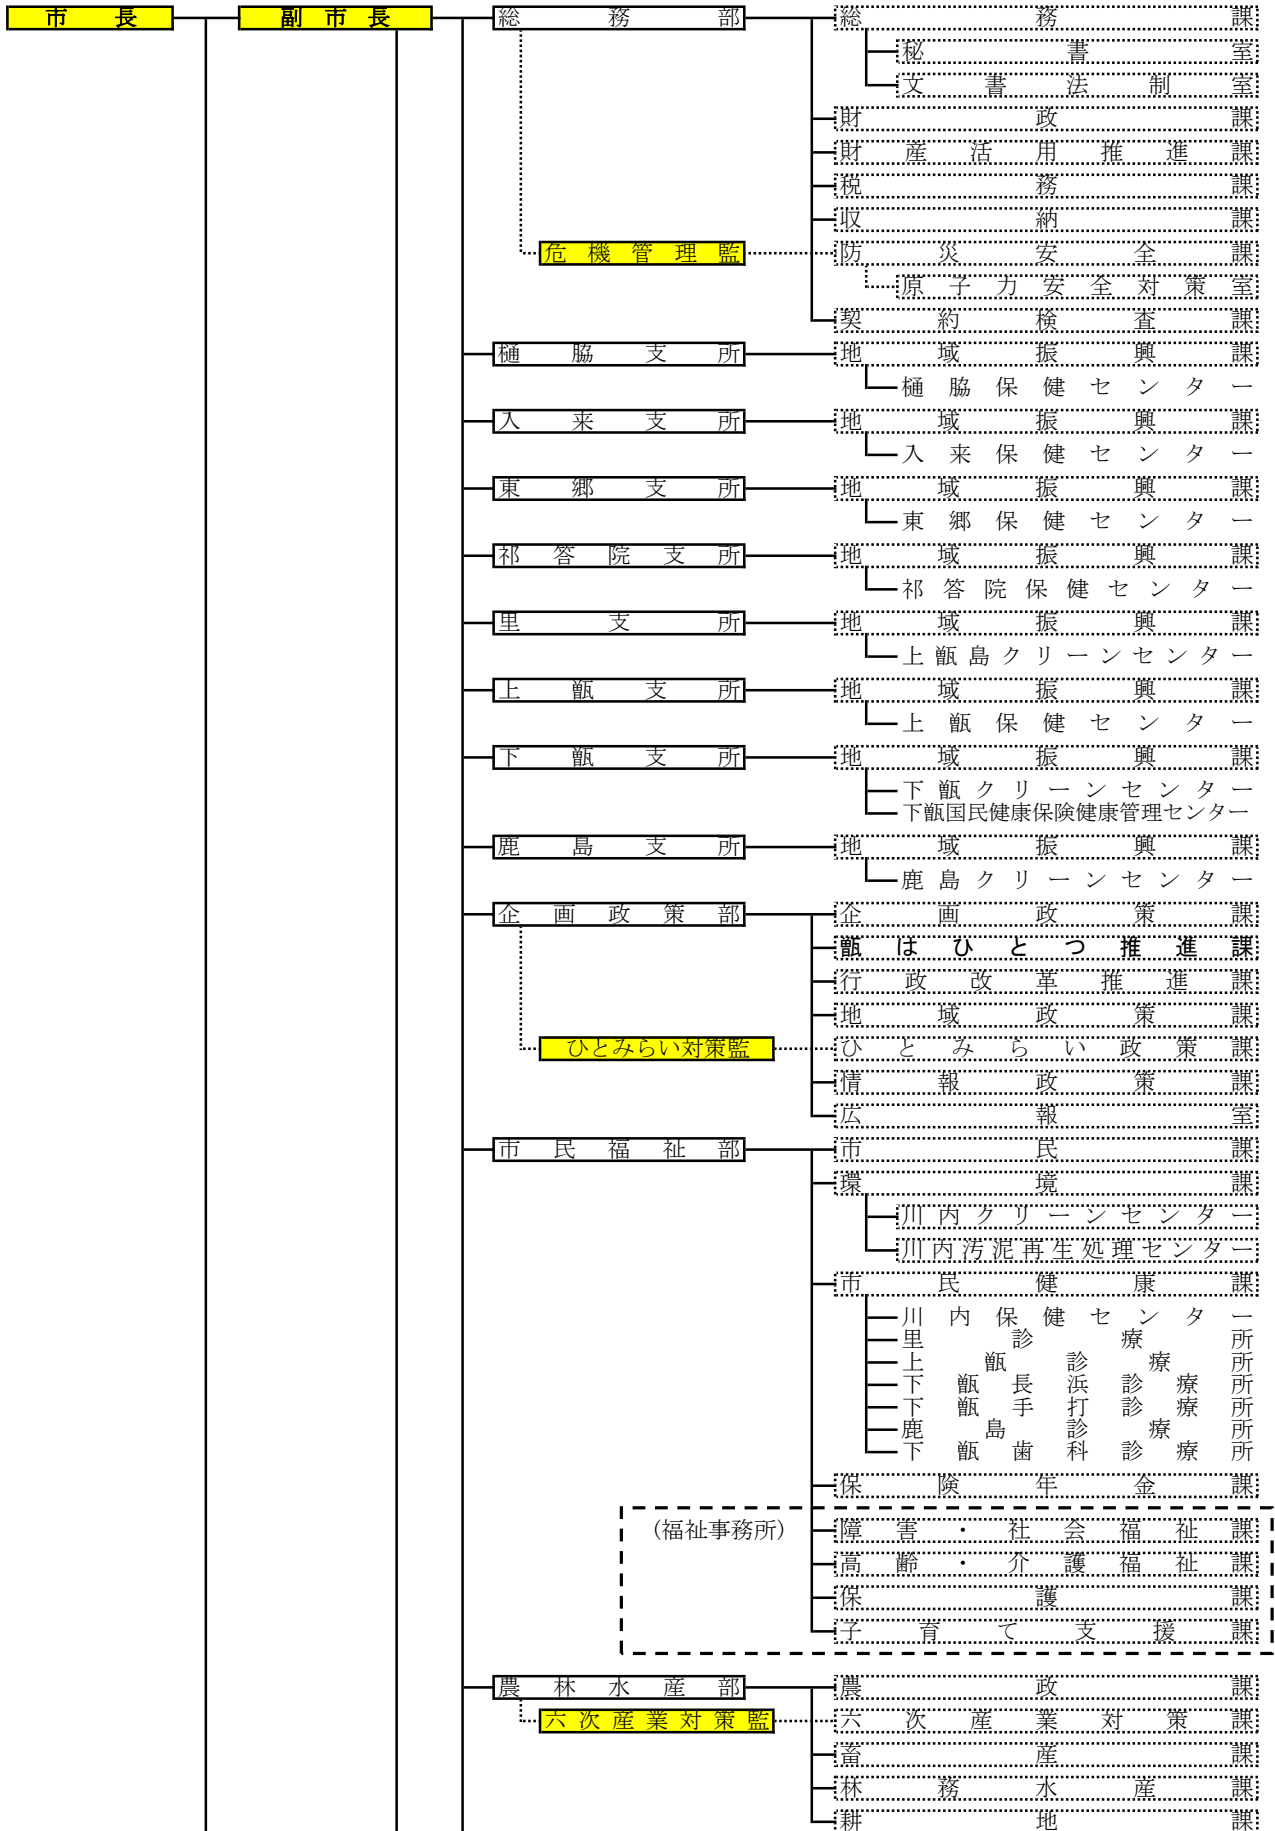 市長 副市長 総務部 総務課
秘書室
文書法制室
財政課
財産活用推進課
税務課
収納課
危機管理監 防災安全課
原子力安全対策室
契約検査課
樋脇支所 地域振興課
樋脇保健センター
入来支所 地域振興課
入来保健センター
東郷支所 地域振興課
東郷保健センター
祁答院支所 地域振興課
祁答院保健センター
里支所 地域振興課
上甑島クリーンセンター
上甑支所 地域振興課
上甑保健センター
下甑支所 地域振興課
下甑クリーンセンター
下甑国民健康保険健康管理センター
鹿島支所 地域振興課
鹿島クリーンセンター
企画政策部 企画政策課
甑はひとつ推進課
行政改革推進課
地域政策課
ひとみらい対策監 ひとみらい政策課
情報政策課
広報室
市民福祉部 市民課
環境課
川内クリーンセンター
川内汚泥再生処理センター
市民健康課
川内保健センター
里診療所
上甑診療所
下甑長浜診療所
下甑手打診療所
鹿島診療所
下甑歯科診療所
保険年金課
(福祉事務所) 障害・社会福祉課
高齢・介護福祉課
保護課
子育て支援課
農林水産部 農政課
六次産業対策監 六次産業対策課
畜産課
林務水産課
耕地課